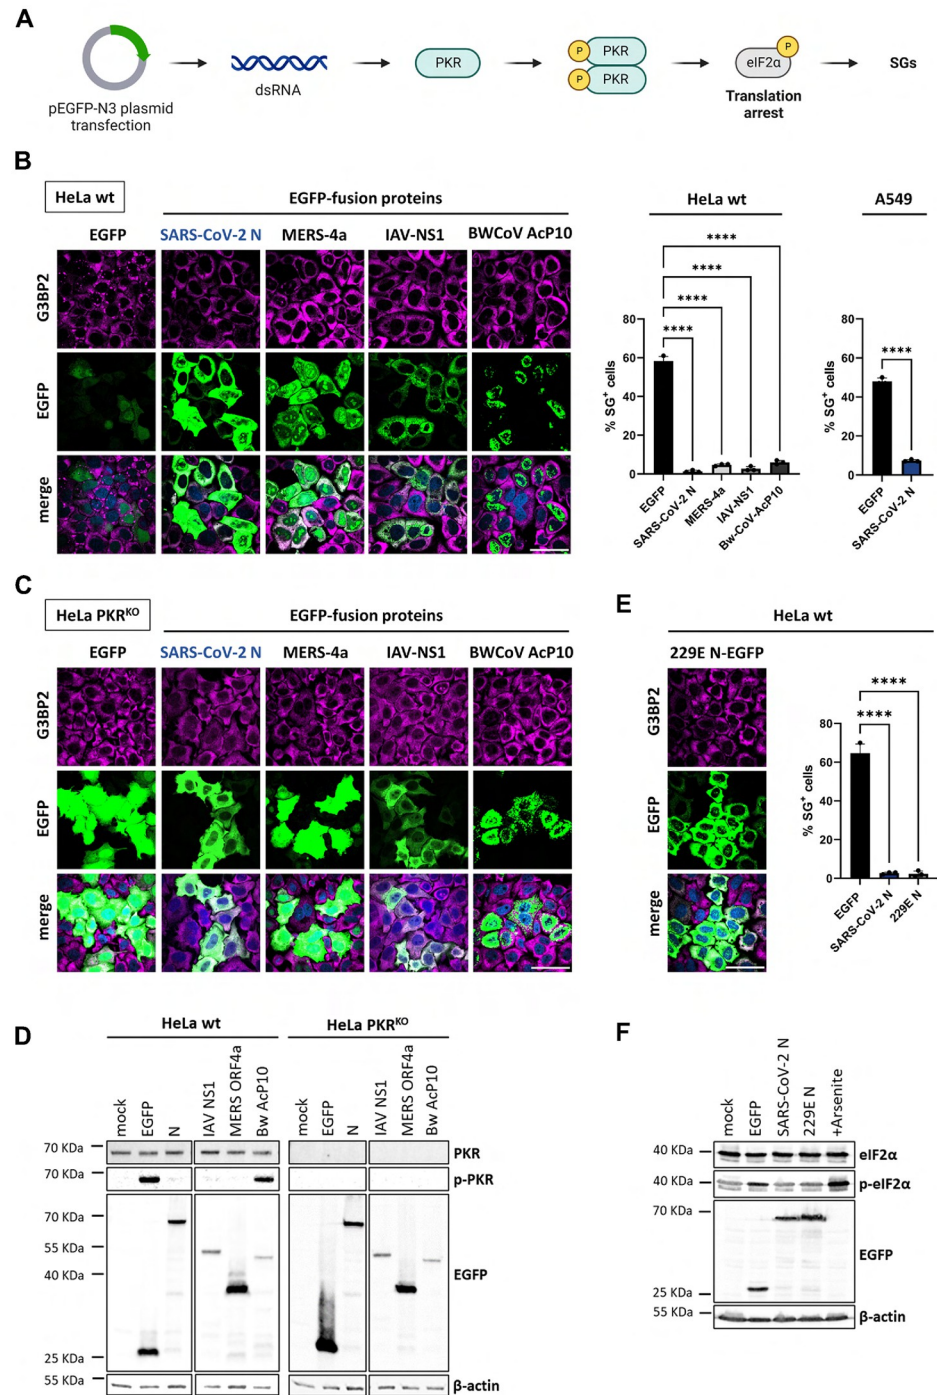 A
pEGFP-N3 plasmid
transfection
dsRNA
PKR
P
PKR
P
PKR
P
eIF2α
Translation
arrest
SGs
B
HeLa wt
EGFP-fusion proteins
EGFP
SARS-CoV-2 N
MERS-4a
IAV-NS1
BWCoV AcP10
G3BP2
EGFP
merge
HeLa wt
****
****
****
****
% SG+ cells
80
60
40
20
0
EGFP
SARS-CoV-2 N
MERS-4a
IAV-NS1
Bw-CoV-AcP10
A549
****
% SG+ cells
80
60
40
20
0
EGFP
SARS-CoV-2 N
C
HeLa PKRKO
EGFP-fusion proteins
EGFP
SARS-CoV-2 N
MERS-4a
IAV-NS1
BWCoV AcP10
G3BP2
EGFP
merge
E
HeLa wt
229E N-EGFP
G3BP2
EGFP
merge
****
****
% SG+ cells
80
60
40
20
0
EGFP
SARS-CoV-2 N
229E N
D
HeLa wt
HeLa PKRKO
mock
EGFP
N
IAV NS1
MERS ORF4a
Bw AcP10
mock
EGFP
N
IAV NS1
MERS ORF4a
Bw AcP10
70 KDa
PKR
70 KDa
p-PKR
70 KDa
55 KDa
40 KDa
EGFP
25 KDa
55 KDa
β-actin
F
mock
EGFP
SARS-CoV-2 N
229E N
+Arsenite
40 KDa
eIF2α
40 KDa
p-eIF2α
70 KDa
EGFP
25 KDa
55 KDa
β-actin